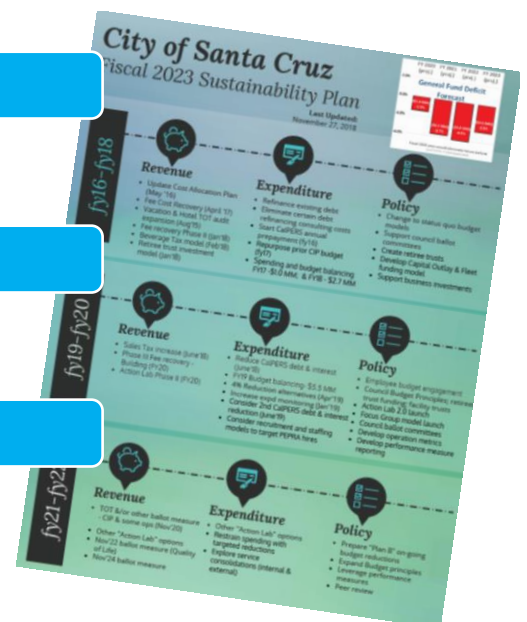 City of Santa Cruz
Fiscal 2023 Sustainability Plan
Last Updated:
November 27, 2018
General Fund Deficit
Forecast
fy16-fy18
Revenue
Update Cost Allocation Plan
(May '16)
Fee Cost Recovery (April 17)
Vacation & Hotel TOT audit
expansion (Aug'15)
Fee recovery Phase II (Jan'18)
Beverage Tax model (Feb'18)
Retiree trust investment
model (Jan'18)
Expenditure
Refinance existing debt
Eliminate certain debt
refinancing consulting costs
Start CalPERS annual
prepayment (fy16)
Repurpose prior CIP budget
(fy17)
Spending and budget balancing
FY17 -$1.0 MM, & FY18 - $2.7 MM
Policy
Change to status quo budget
models
Support council ballot
committees
Create retiree trusts
Develop Capital Outlay & Fleet
funding model
Support business investments
fy19-fy20
Revenue
Sales Tax increase (June'18)
Phase III Fee recovery -
Building (FY20)
Action Lab Phase II (FY20)
Expenditure
Reduce CalPERS debt & interest
(June'18)
FY19 Budget balancing- $5.5 MM
4% Reduction alternatives (Apr'19)
Increase expd monitoring (Jan'19)
Consider 2nd CalPERS debt & interest
reduction (June'19)
Consider recruitment and staffing
models to target PEPRA hires
Policy
Employee budget engagement
Council Budget Principles, retiree
trust funding, facility trusts
Action Lab 2.0 launch
Focus Group model launch
Council ballot committees
Develop operation metrics
Develop performance measure
reporting
Revenue
TOT &/or other ballot measure
- CIP & some ops (Nov'20)
Other "Action Lab" options
Nov'22 ballot measure (Quality
of Life)
Nov'24 ballot measure
Expenditure
Other "Action Lab" options
Restrain spending with
targeted reductions
Explore service
consolidations (internal &
external)
Policy
Prepare "Plan B" on-going
budget reductions
Expand Budget principles
Leverage performance
measures
Peer review